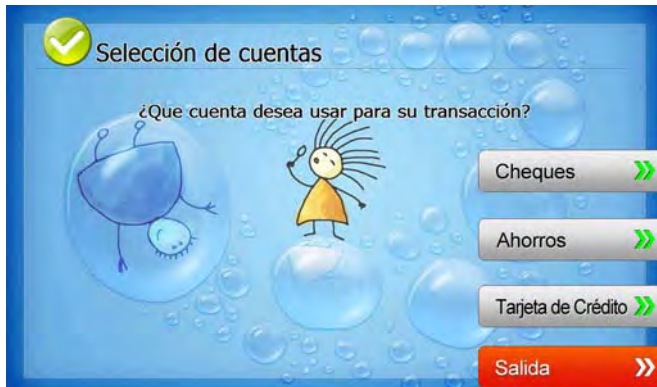 Selección de cuentas
¿Que cuenta desea usar para su transacción?
Cheques
Ahorros
Tarjeta de Crédito
Salida